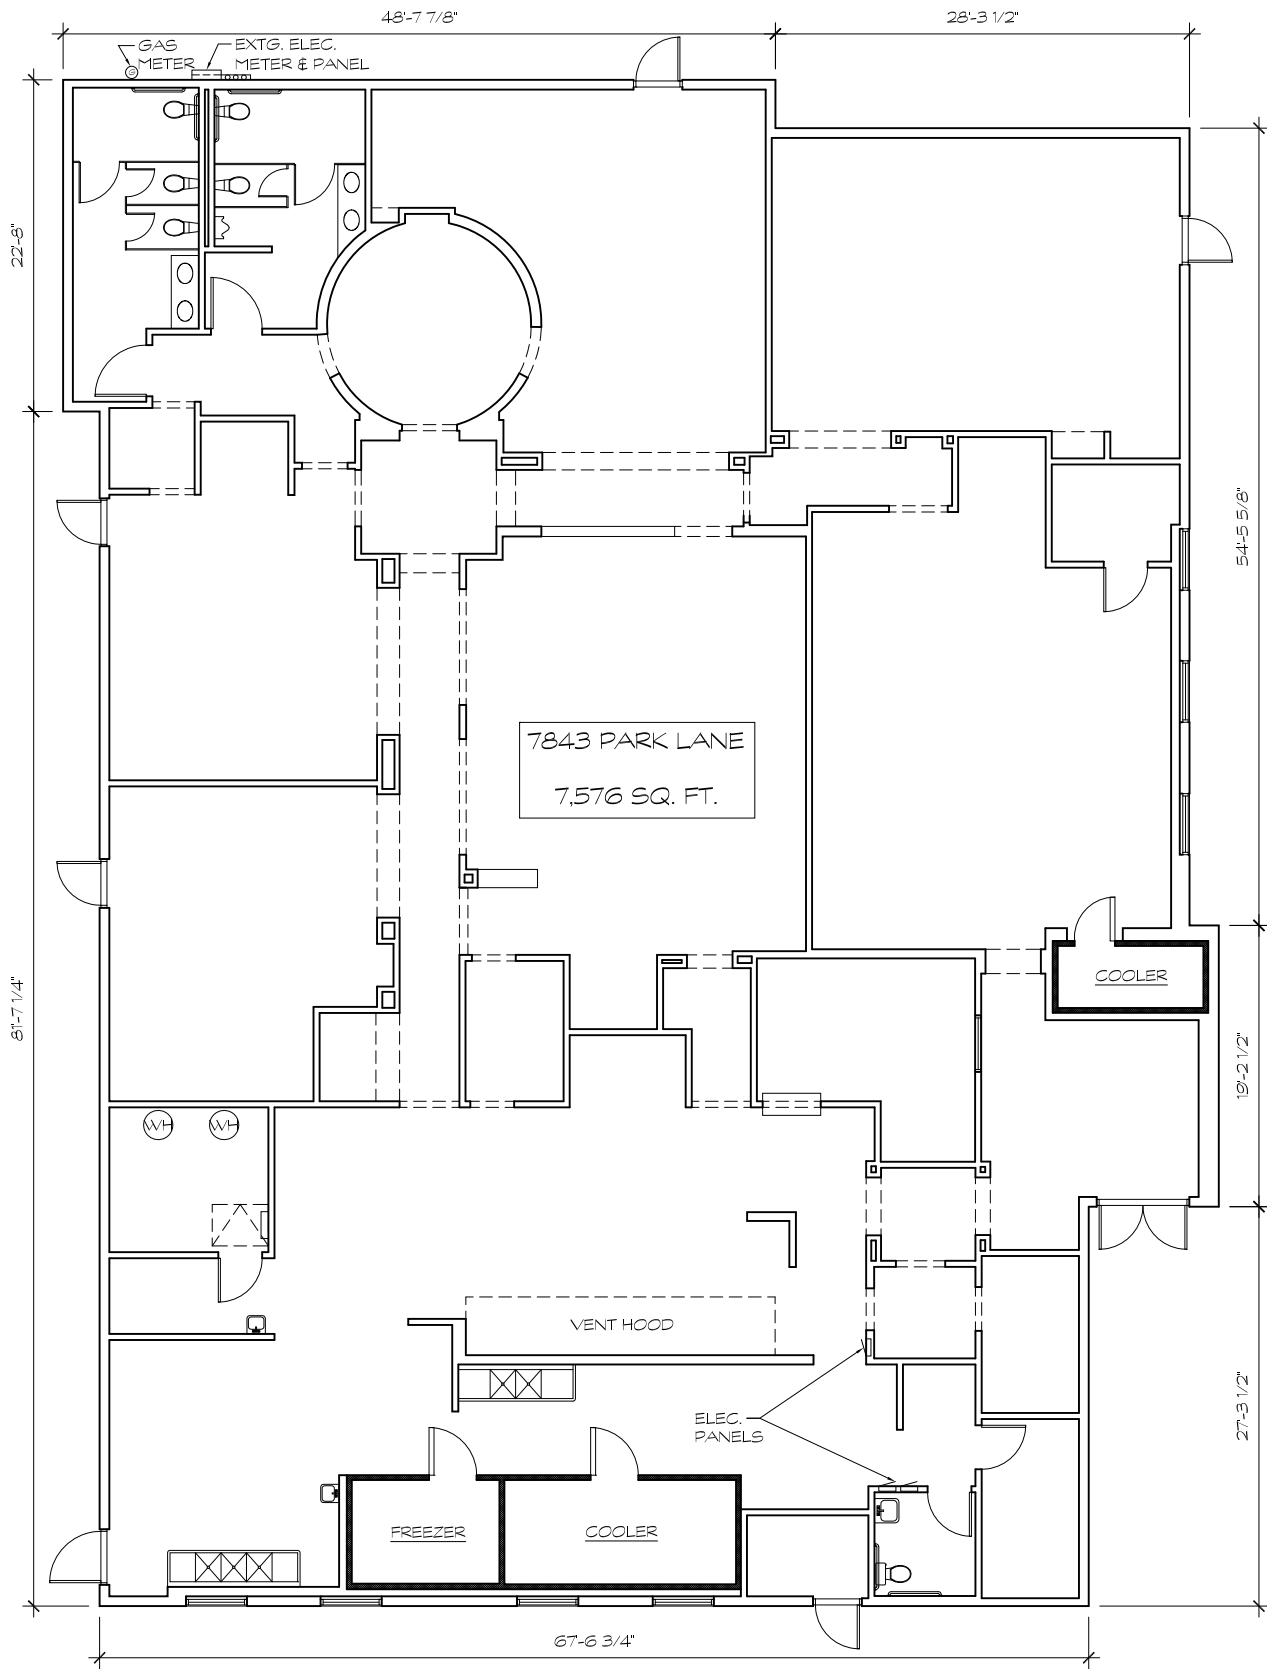 48'-7 7/8"
28'-3 1/2"
GAS
METER
EXTG. ELEC.
METER & PANEL
22'-8"
54'-5 5/8"
7843 PARK LANE
7,576 SQ. FT.
COOLER
81'-7 1/4"
19'-2 1/2"
WH
WH
VENT HOOD
ELEC.
PANELS
27'-3 1/2"
FREEZER
COOLER
67'-6 3/4"